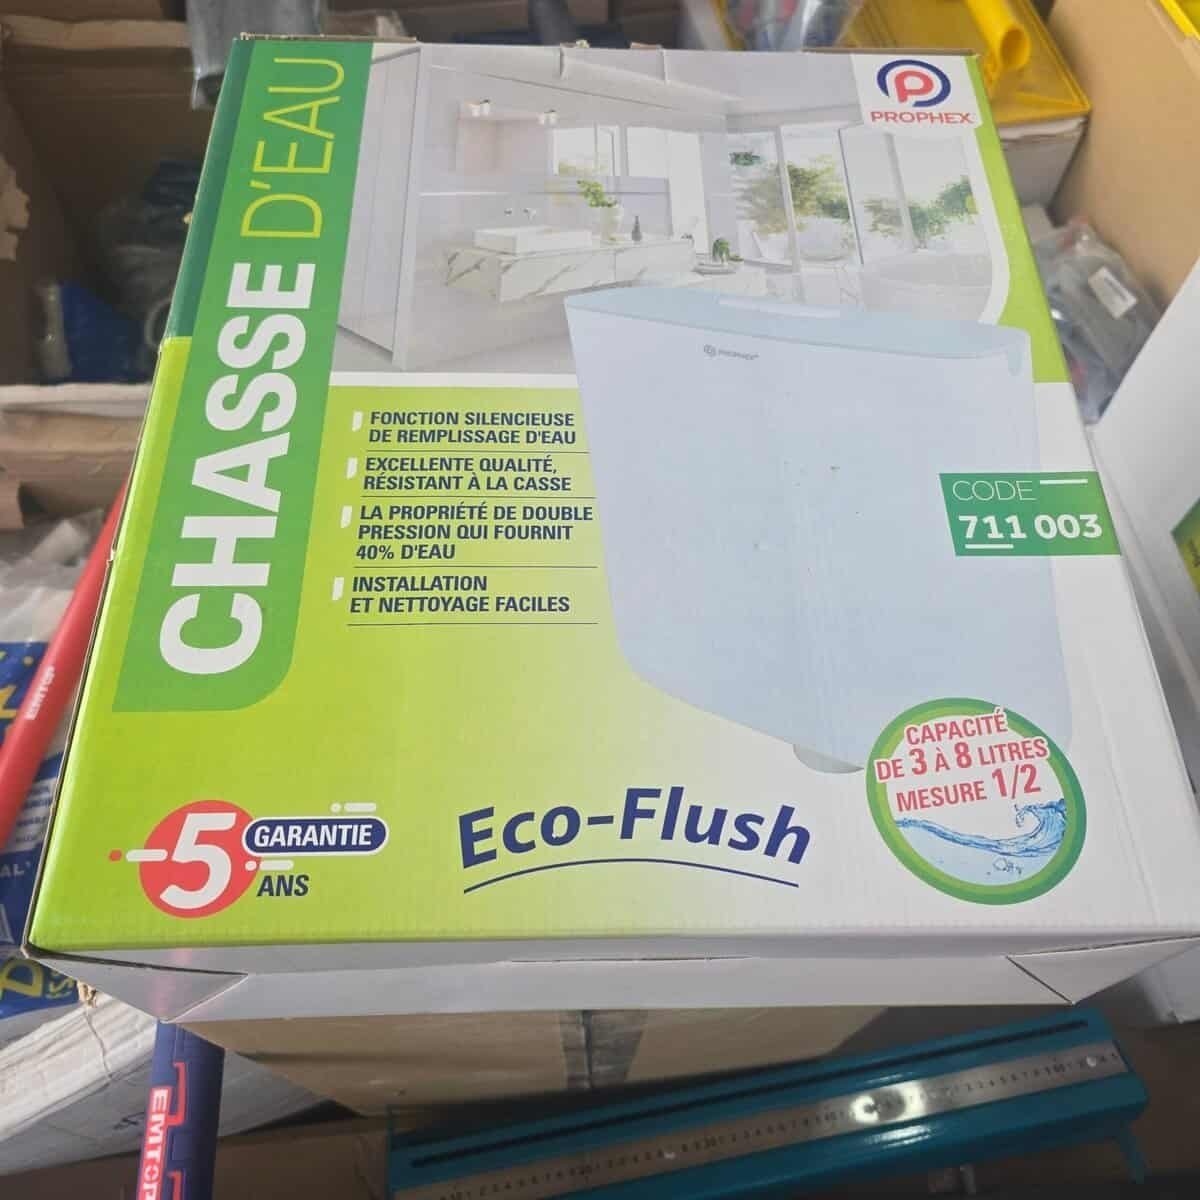 CHASSE D'EAU
PROPHEX
PROPHEX
FONCTION SILENCIEUSE
DE REMPLISSAGE D'EAU
EXCELLENTE QUALITÉ,
RÉSISTANT À LA CASSE
LA PROPRIÉTÉ DE DOUBLE
PRESSION QUI FOURNIT
40% D'EAU
INSTALLATION
ET NETTOYAGE FACILES
CODE
711 003
CAPACITÉ
DE 3 À 8 LITRES
MESURE 1/2
5
GARANTIE
ANS
Eco-Flush
EMTOP
EMTOP